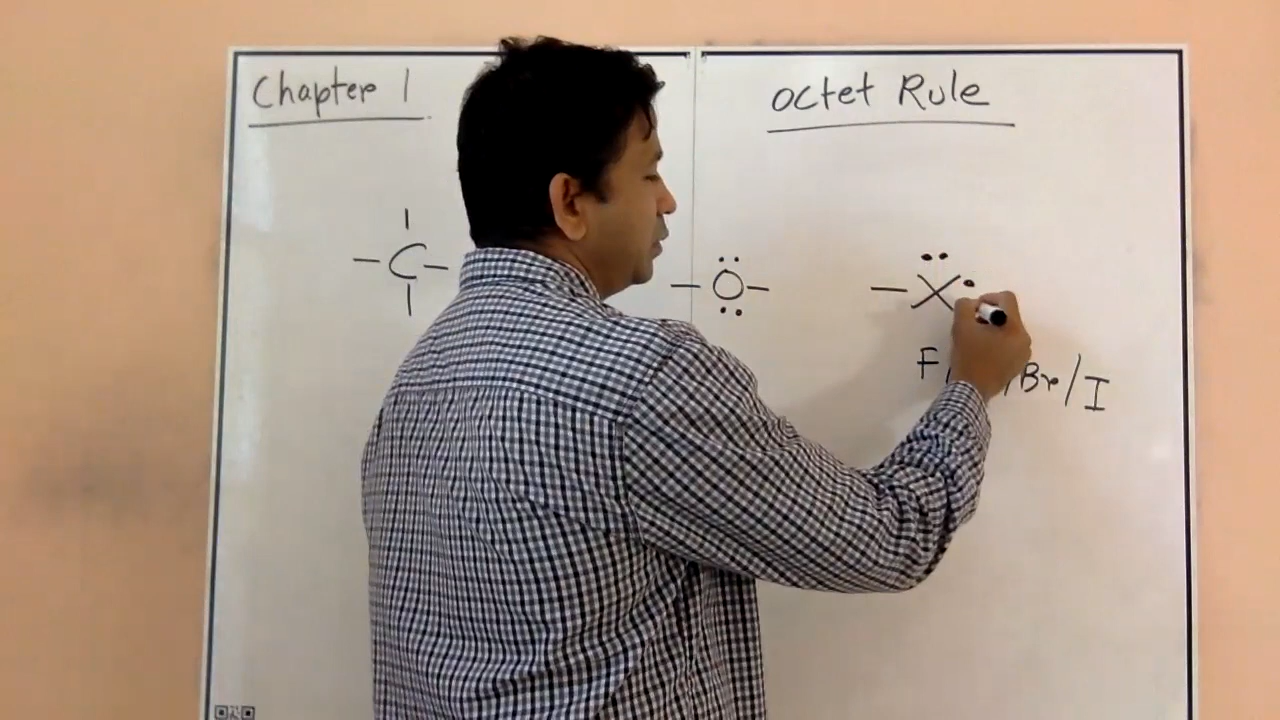 Chapter 1
Octet Rule
-C-
-O-
-X
F/ /Br/I